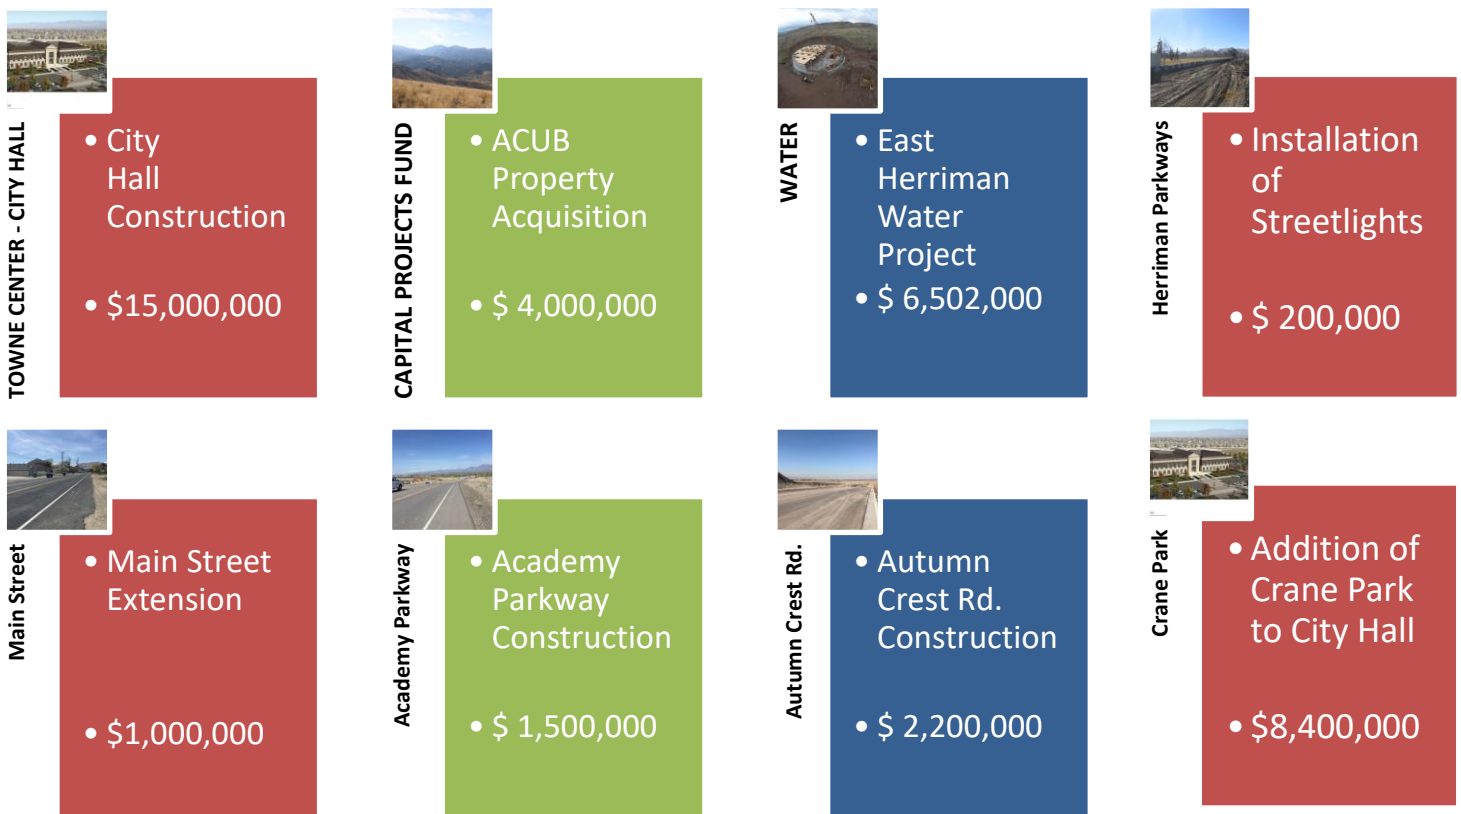 TOWNE CENTER - CITY HALL
• City
Hall
Construction
• $15,000,000
CAPITAL PROJECTS FUND
• ACUB
Property
Acquisition
• $ 4,000,000
WATER
• East
Herriman
Water
Project
• $ 6,502,000
Herriman Parkways
• Installation
of
Streetlights
• $ 200,000
Main Street
• Main Street
Extension
• $1,000,000
Academy Parkway
• Academy
Parkway
Construction
• $ 1,500,000
Autumn Crest Rd.
• Autumn
Crest Rd.
Construction
• $ 2,200,000
Crane Park
• Addition of
Crane Park
to City Hall
• $8,400,000